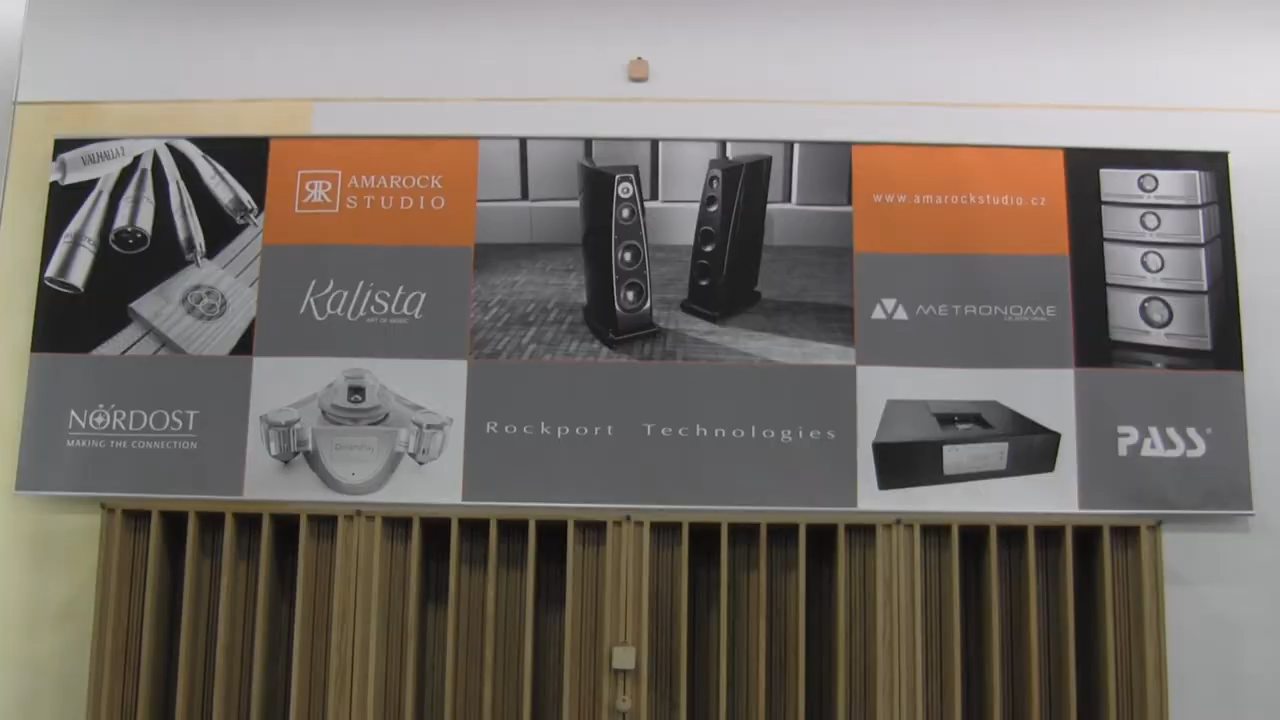 VALHALLA 2
AMAROCK
STUDIO
www.amarockstudio.cz
Kalista
ART OF MUSIC
METRONOME
NORDOST
MAKING THE CONNECTION
Rockport Technologies
PASS